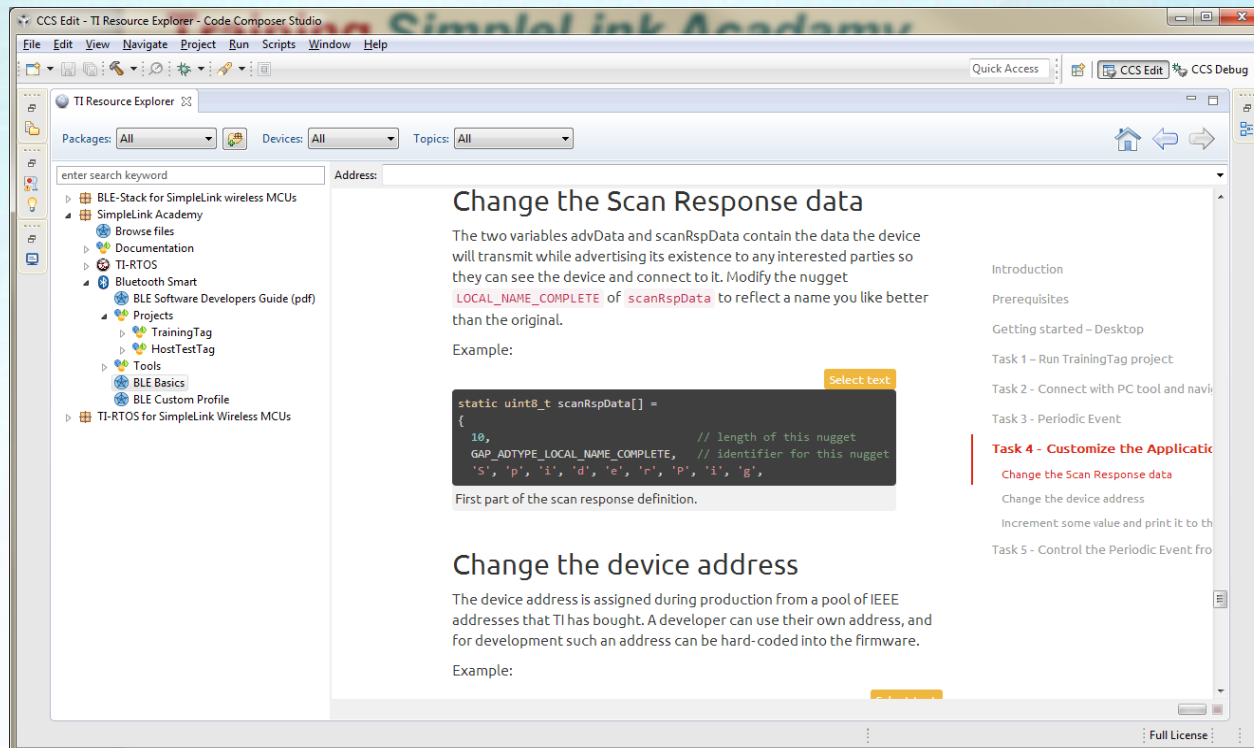 Training SimpleLink Acadamy
CCS Edit - TI Resource Explorer - Code Composer Studio
File Edit View Navigate Project Run Scripts Window Help
Quick Access
CCS Edit
CCS Debug
TI Resource Explorer
Packages: All Devices: All Topics: All
enter search keyword
Address:
BLE-Stack for SimpleLink wireless MCUs
SimpleLink Academy
Browse files
Documentation
TI-RTOS
Bluetooth Smart
BLE Software Developers Guide (pdf)
Projects
TrainingTag
HostTestTag
Tools
BLE Basics
BLE Custom Profile
TI-RTOS for SimpleLink Wireless MCUs
Change the Scan Response data
The two variables advData and scanRspData contain the data the device
will transmit while advertising its existence to any interested parties so
they can see the device and connect to it. Modify the nugget
LOCAL_NAME_COMPLETE of scanRspData to reflect a name you like better
than the original.
Example:
Select text
static uint8_t scanRspData[] =
{
10, // length of this nugget
GAP_ADTYPE_LOCAL_NAME_COMPLETE, // identifier for this nugget
'S', 'p', 'i', 'd', 'e', 'r', 'P', 'i', 'g',
First part of the scan response definition.
Change the device address
The device address is assigned during production from a pool of IEEE
addresses that TI has bought. A developer can use their own address, and
for development such an address can be hard-coded into the firmware.
Example:
Select text
Introduction
Prerequisites
Getting started – Desktop
Task 1 – Run TrainingTag project
Task 2 - Connect with PC tool and navi
Task 3 - Periodic Event
Task 4 - Customize the Applicatio
Change the Scan Response data
Change the device address
Increment some value and print it to th
Task 5 - Control the Periodic Event fro
Full License